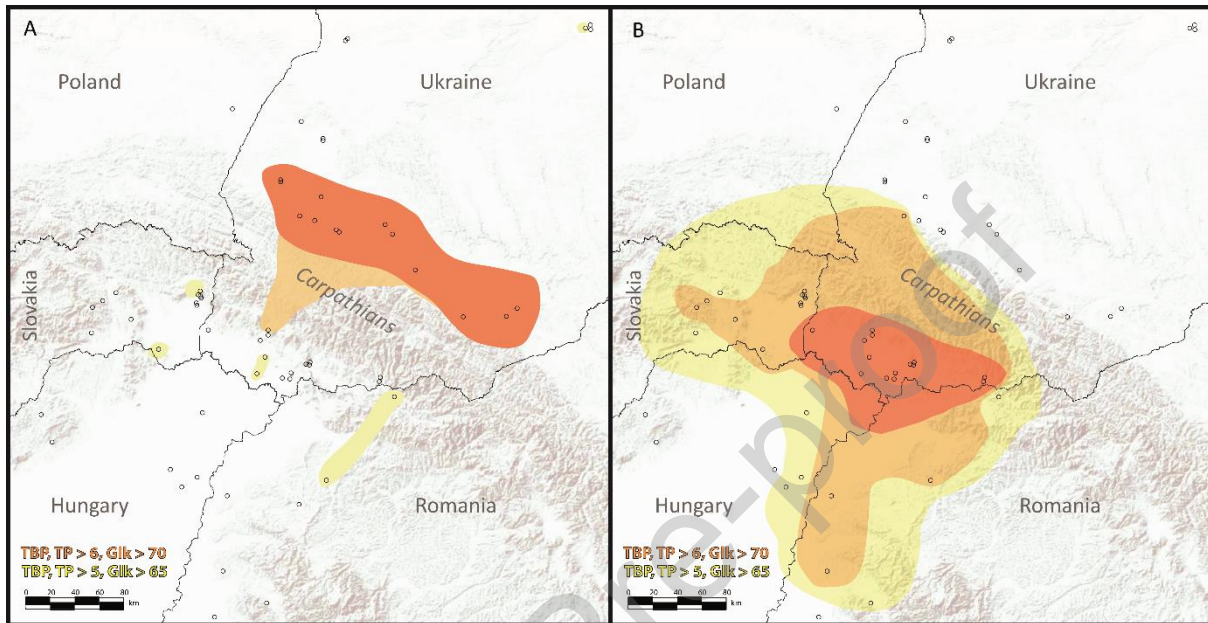 A
Poland
Ukraine
Slovakia
Carpathians
Hungary
Romania
TBP, TP > 6, Glk > 70
TBP, TP > 5, Glk > 65
0 20 40 60 80
km
B
Poland
Ukraine
Slovakia
Carpathians
Hungary
Romania
TBP, TP > 6, Glk > 70
TBP, TP > 5, Glk > 65
0 20 40 60 80
km
Pre-proof